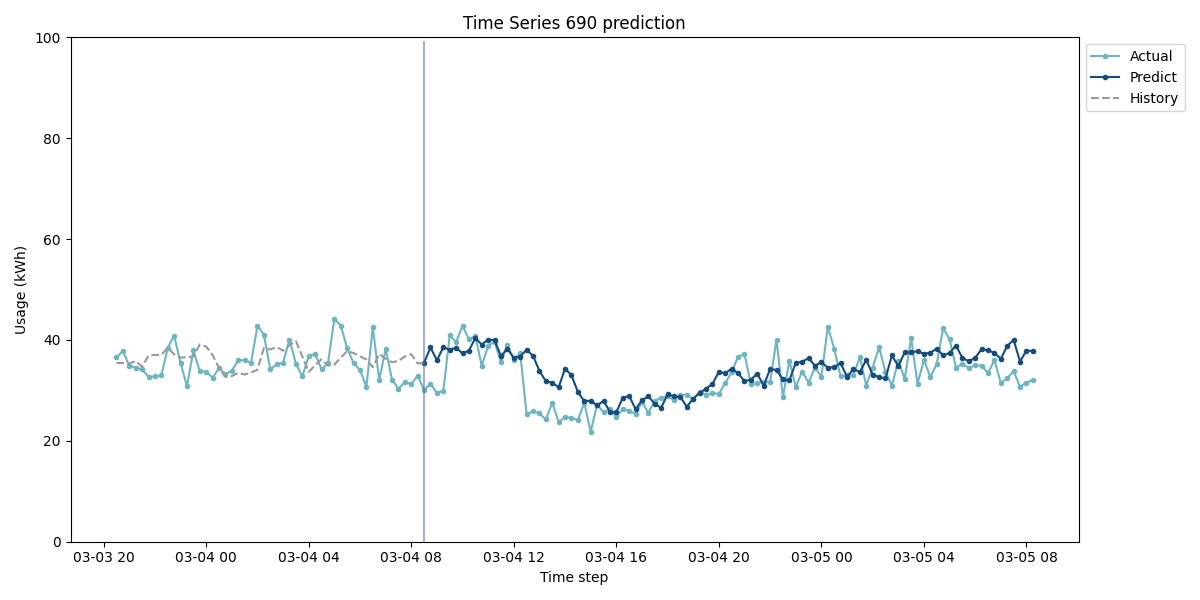 Time Series 690 prediction
Usage (kWh)
100
80
60
40
20
0
03-03 20
03-04 00
03-04 04
03-04 08
03-04 12
03-04 16
03-04 20
03-05 00
03-05 04
03-05 08
Time step
Actual
Predict
History